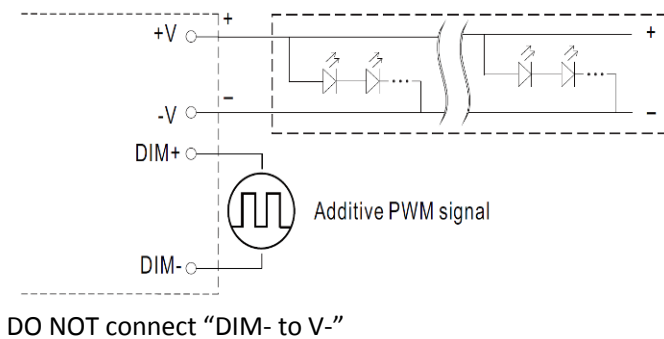 +V
+
+
-V
−
−
DIM+
Additive PWM signal
DIM-
DO NOT connect “DIM- to V-”